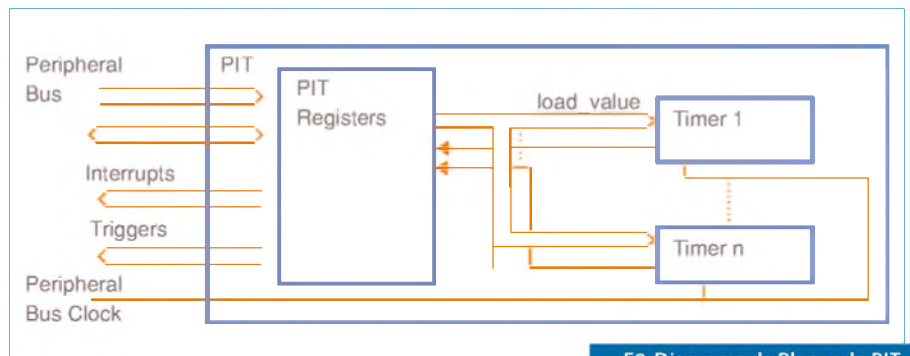 Peripheral
Bus
PIT
PIT
Registers
load_value
Timer 1
Interrupts
Triggers
Timer n
Peripheral
Bus Clock